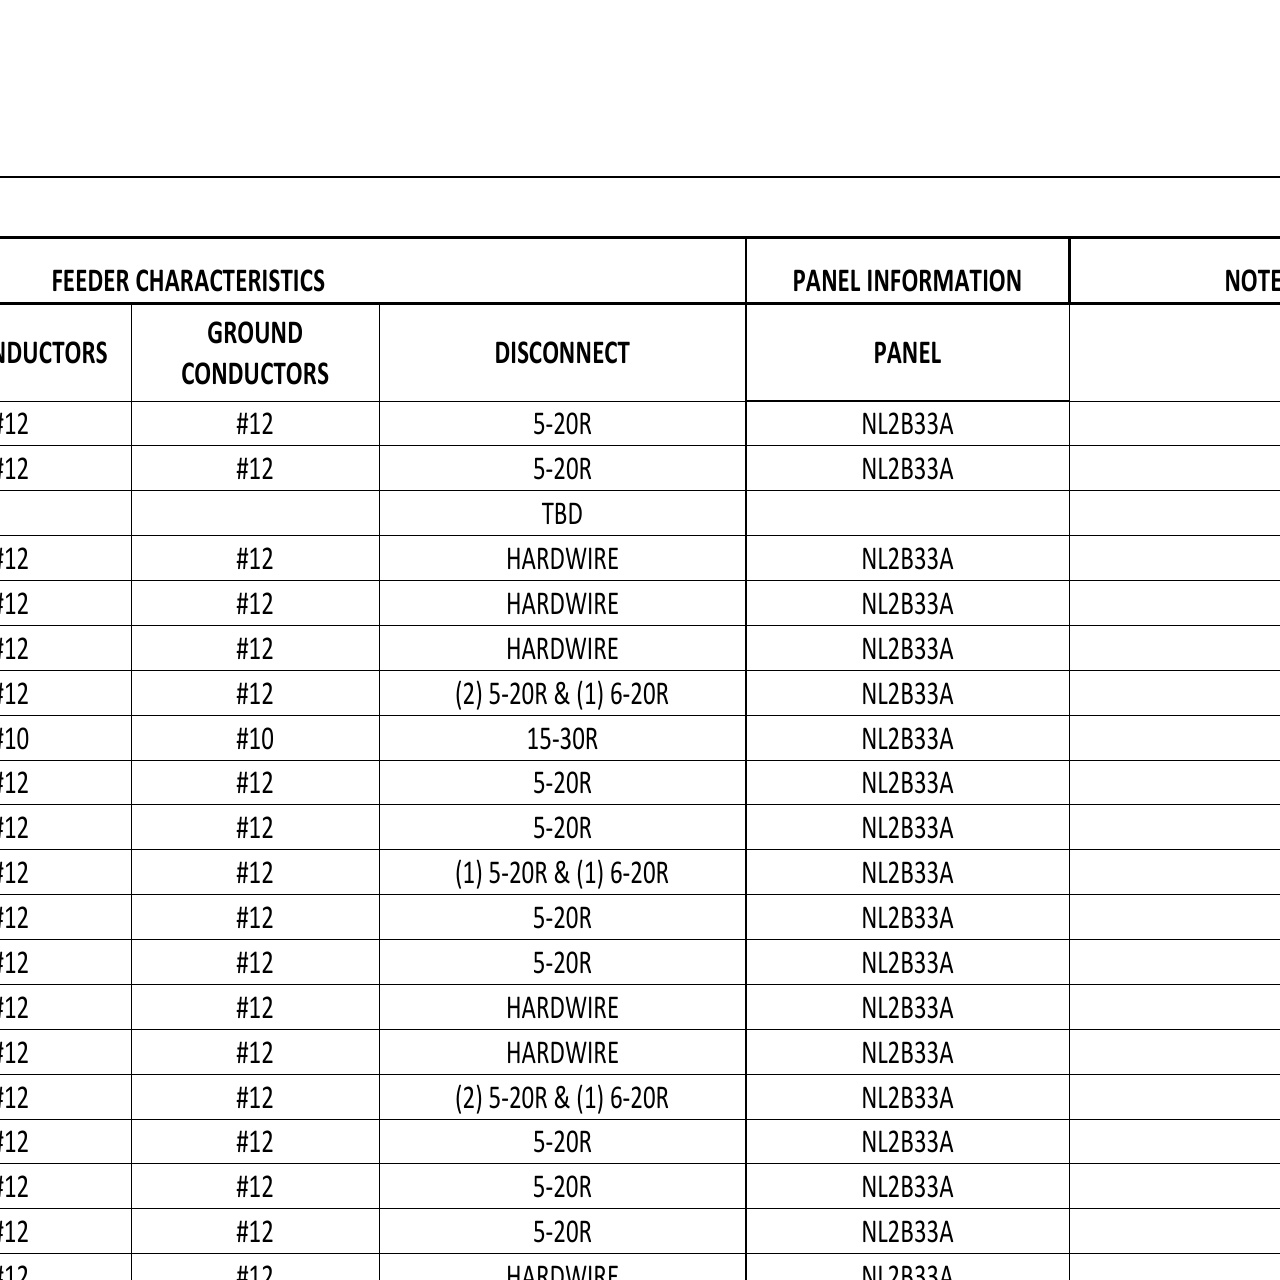 FEEDER CHARACTERISTICS PANEL INFORMATION
GROUND CONDUCTORS DISCONNECT PANEL
#12 #12 5-20R NL2B33A
#12 #12 5-20R NL2B33A
TBD
#12 #12 HARDWIRE NL2B33A
#12 #12 HARDWIRE NL2B33A
#12 #12 HARDWIRE NL2B33A
#12 #12 (2) 5-20R & (1) 6-20R NL2B33A
#10 #10 15-30R NL2B33A
#12 #12 5-20R NL2B33A
#12 #12 5-20R NL2B33A
#12 #12 (1) 5-20R & (1) 6-20R NL2B33A
#12 #12 5-20R NL2B33A
#12 #12 5-20R NL2B33A
#12 #12 HARDWIRE NL2B33A
#12 #12 HARDWIRE NL2B33A
#12 #12 (2) 5-20R & (1) 6-20R NL2B33A
#12 #12 5-20R NL2B33A
#12 #12 5-20R NL2B33A
#12 #12 5-20R NL2B33A
#12 #12 HARDWIRE NL2B33A